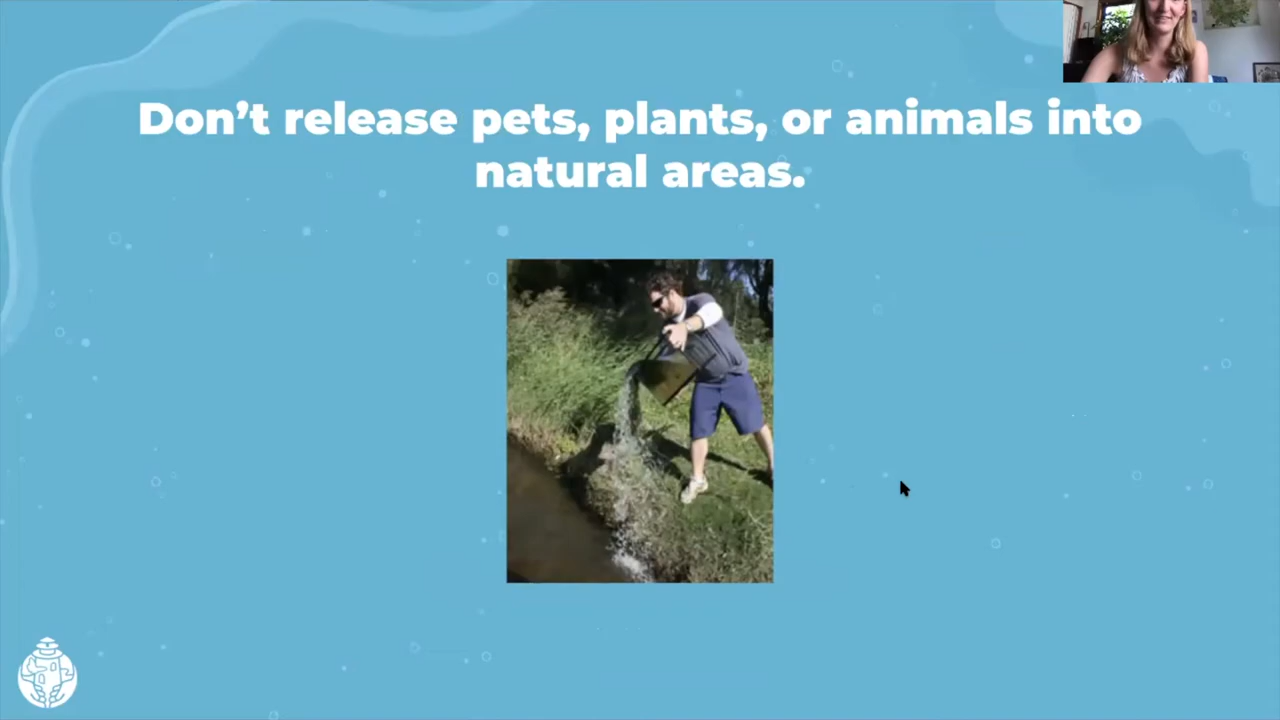 Don’t release pets, plants, or animals into
natural areas.